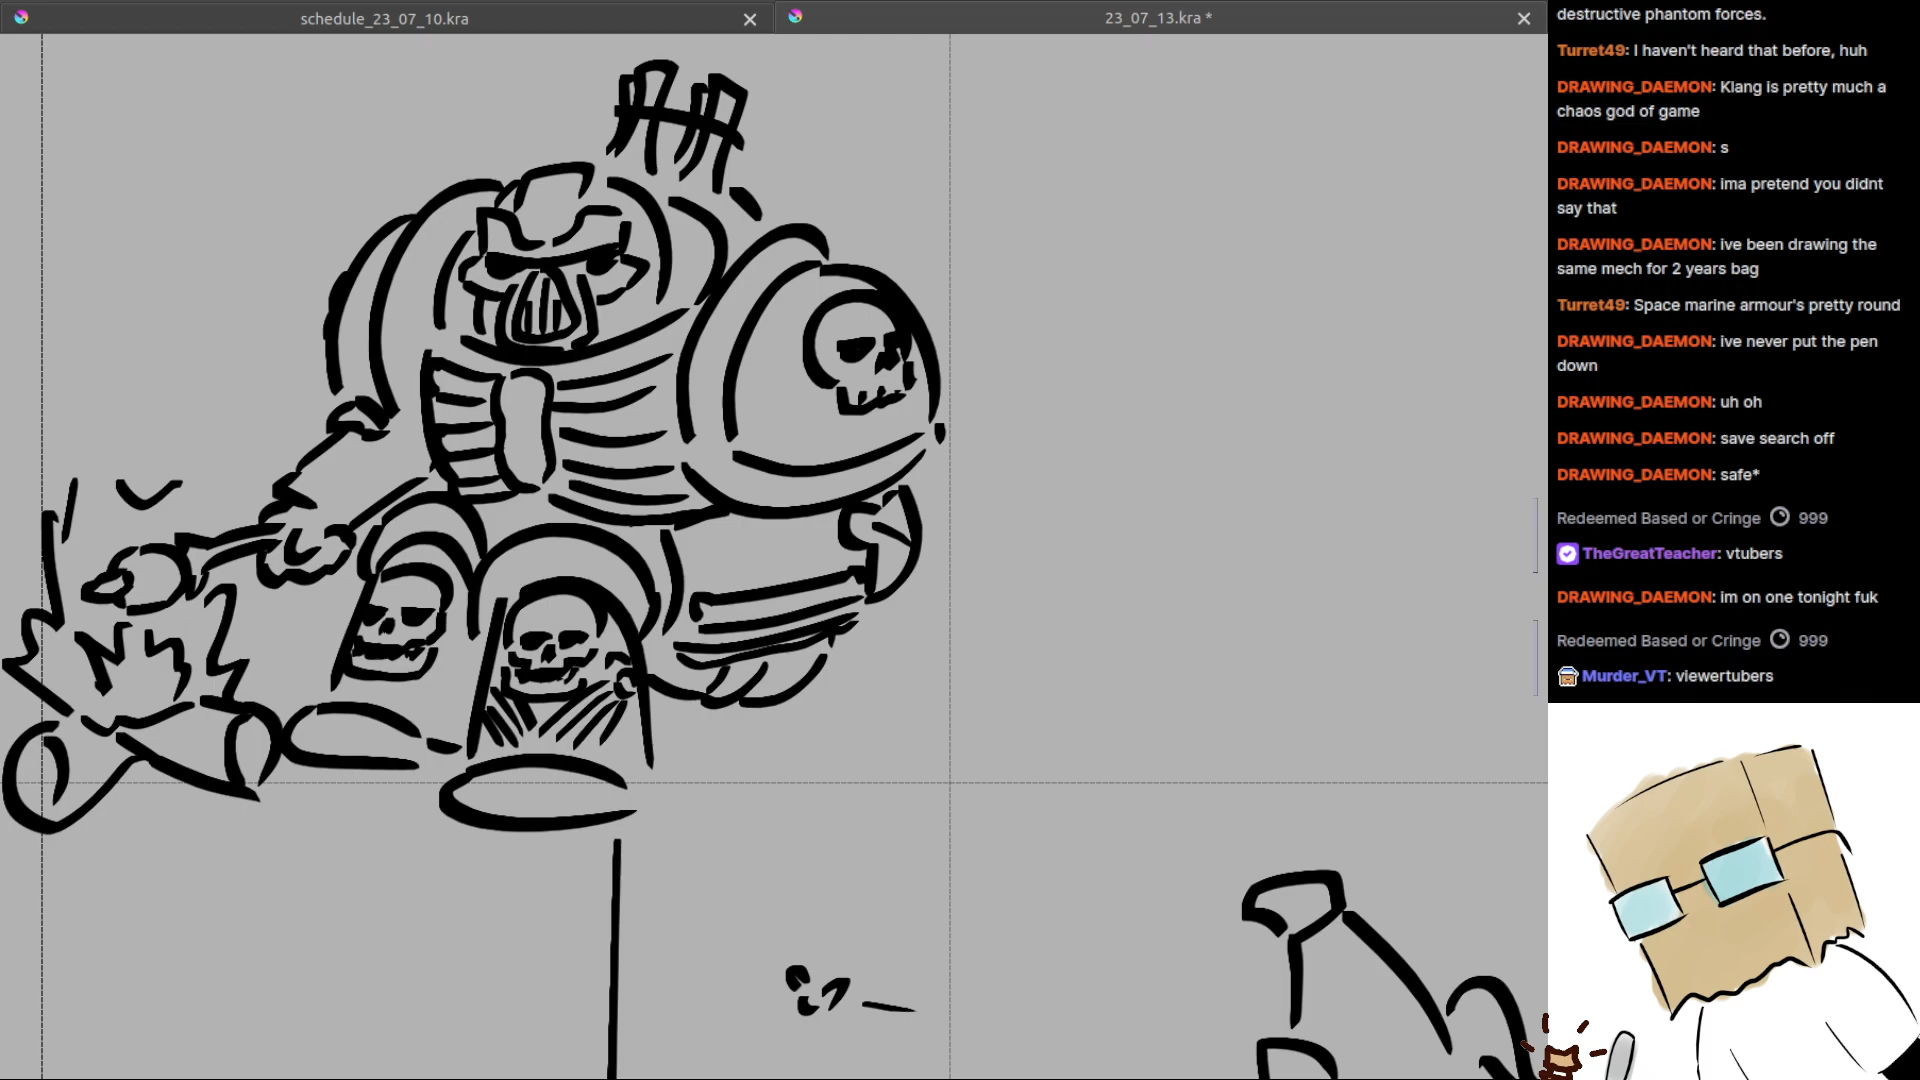 schedule_23_07_10.kra
23_07_13.kra *
destructive phantom forces.
Turret49: I haven't heard that before, huh
DRAWING_DAEMON: Klang is pretty much a
chaos god of game
DRAWING_DAEMON: s
DRAWING_DAEMON: ima pretend you didnt
say that
DRAWING_DAEMON: ive been drawing the
same mech for 2 years bag
Turret49: Space marine armour's pretty round
DRAWING_DAEMON: ive never put the pen
down
DRAWING_DAEMON: uh oh
DRAWING_DAEMON: save search off
DRAWING_DAEMON: safe*
Redeemed Based or Cringe 999
TheGreatTeacher: vtubers
DRAWING_DAEMON: im on one tonight fuk
Redeemed Based or Cringe 999
Murder_VT: viewertubers